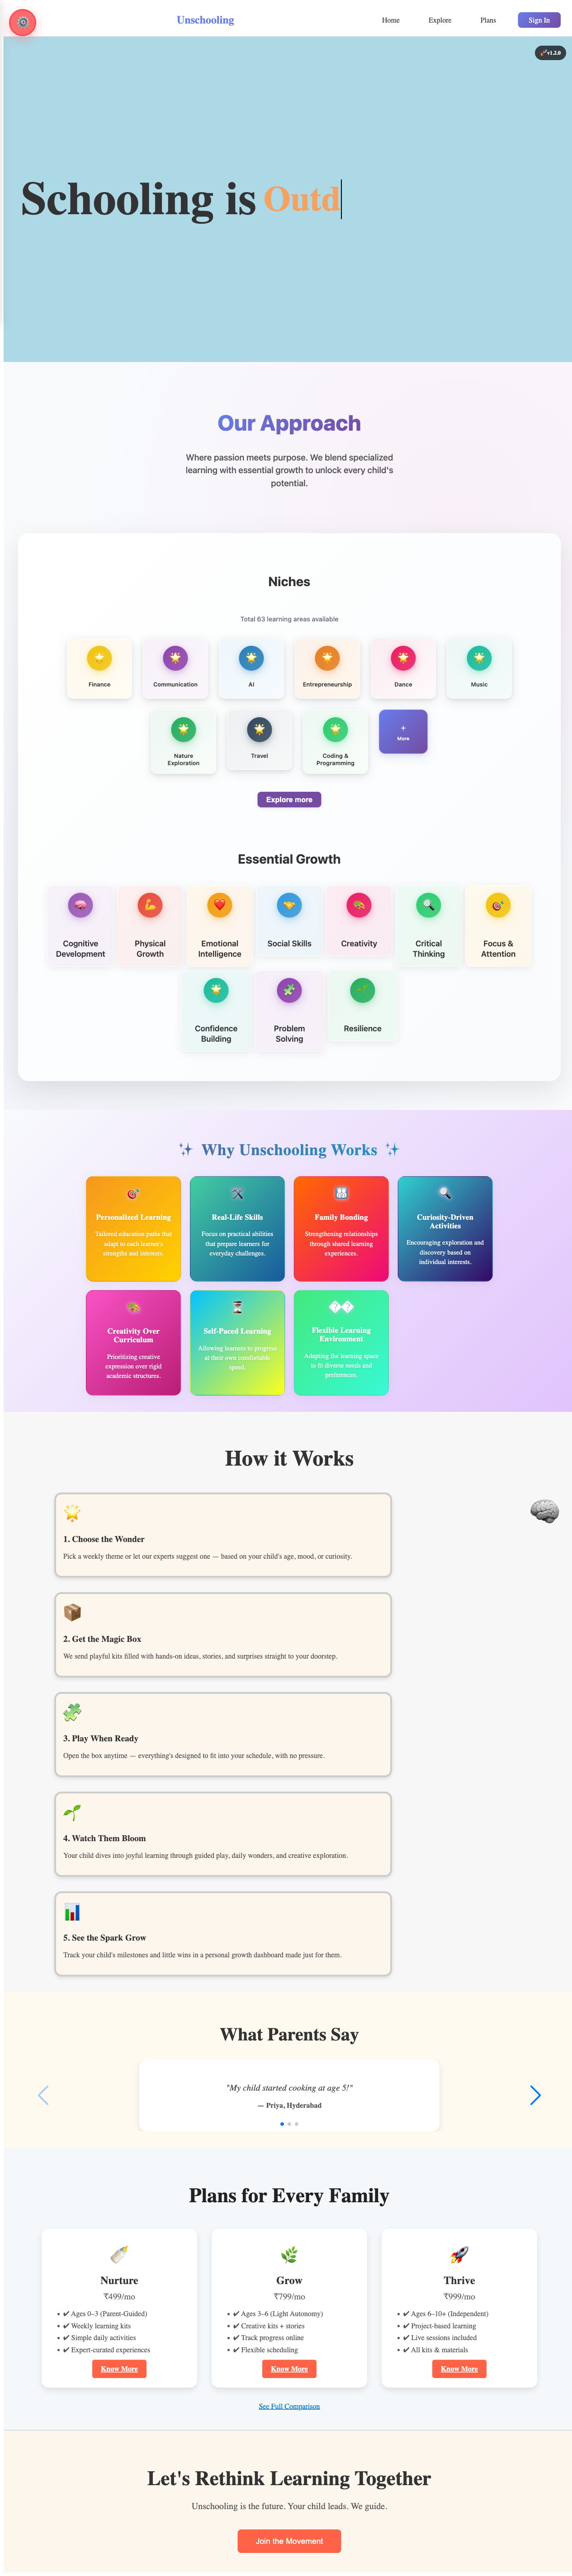 Unschooling
Home
Explore
Plans
Sign In
🚀v1.2.0
Schooling is Outd
Our Approach
Where passion meets purpose. We blend specialized
learning with essential growth to unlock every child's
potential.
Niches
Total 63 learning areas available
Finance
Communication
AI
Entrepreneurship
Dance
Music
Nature
Exploration
Travel
Coding &
Programming
+
More
Explore more
Essential Growth
Cognitive
Development
Physical
Growth
Emotional
Intelligence
Social Skills
Creativity
Critical
Thinking
Focus &
Attention
Confidence
Building
Problem
Solving
Resilience
✨ Why Unschooling Works ✨
Personalized Learning
Tailored education paths that
adapt to each learner's
strengths and interests.
Real-Life Skills
Focus on practical abilities
that prepare learners for
everyday challenges.
Family Bonding
Strengthening relationships
through shared learning
experiences.
Curiosity-Driven
Activities
Encouraging exploration and
discovery based on
individual interests.
Creativity Over
Curriculum
Prioritizing creative
expression over rigid
academic structures.
Self-Paced Learning
Allowing learners to progress
at their own comfortable
speed.
��
Flexible Learning
Environment
Adapting the learning space
to fit diverse needs and
preferences.
How it Works
1. Choose the Wonder
Pick a weekly theme or let our experts suggest one — based on your child's age, mood, or curiosity.
2. Get the Magic Box
We send playful kits filled with hands-on ideas, stories, and surprises straight to your doorstep.
3. Play When Ready
Open the box anytime — everything's designed to fit into your schedule, with no pressure.
4. Watch Them Bloom
Your child dives into joyful learning through guided play, daily wonders, and creative exploration.
5. See the Spark Grow
Track your child's milestones and little wins in a personal growth dashboard made just for them.
What Parents Say
"My child started cooking at age 5!"
— Priya, Hyderabad
Plans for Every Family
Nurture
₹499/mo
✔ Ages 0–3 (Parent-Guided)
✔ Weekly learning kits
✔ Simple daily activities
✔ Expert-curated experiences
Know More
Grow
₹799/mo
✔ Ages 3–6 (Light Autonomy)
✔ Creative kits + stories
✔ Track progress online
✔ Flexible scheduling
Know More
Thrive
₹999/mo
✔ Ages 6–10+ (Independent)
✔ Project-based learning
✔ Live sessions included
✔ All kits & materials
Know More
See Full Comparison
Let's Rethink Learning Together
Unschooling is the future. Your child leads. We guide.
Join the Movement